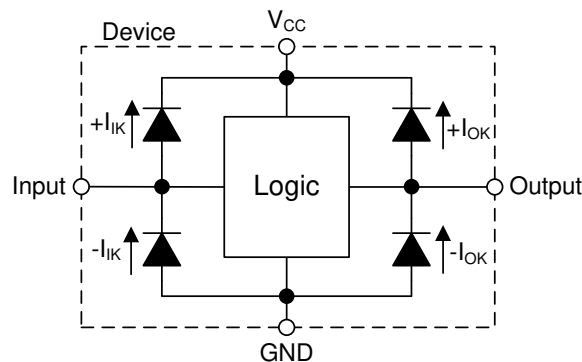 Device
VCC
+IIK
+IOK
Input
Logic
Output
-IIK
-IOK
GND